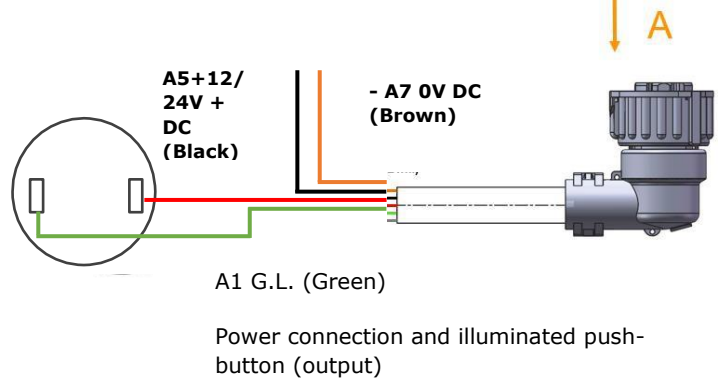 A
A5+12/
24V +
DC
(Black)
- A7 0V DC
(Brown)
A1 G.L. (Green)
Power connection and illuminated push-
button (output)